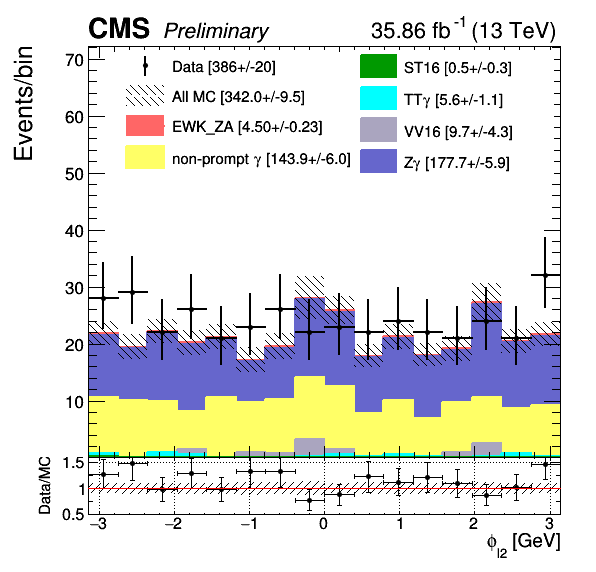 CMS Preliminary 35.86 fb⁻¹ (13 TeV)
Events/bin
70
60
50
40
30
20
10
Data [386+/-20]
All MC [342.0+/-9.5]
EWK_ZA [4.50+/-0.23]
non-prompt γ [143.9+/-6.0]
ST16 [0.5+/-0.3]
TTγ [5.6+/-1.1]
VV16 [9.7+/-4.3]
Zγ [177.7+/-5.9]
Data/MC
1.5
1
0.5
−3 −2 −1 0 1 2 3
ϕ_l2 [GeV]